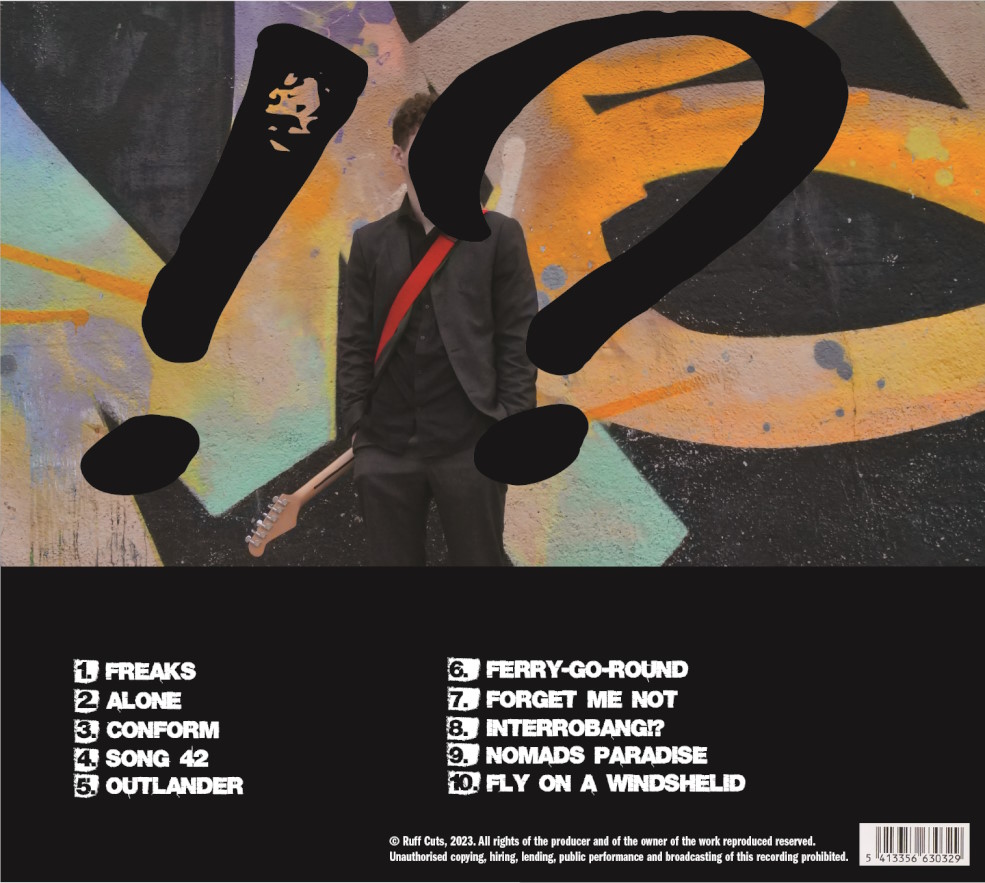 !?
1. FREAKS
2 ALONE
3. CONFORM
4. SONG 42
5. OUTLANDER
6. FERRY-GO-ROUND
7. FORGET ME NOT
8. INTERROBANG!?
9. NOMADS PARADISE
10. FLY ON A WINDSHELID
© Ruff Cuts, 2023. All rights of the producer and of the owner of the work reproduced reserved.
Unauthorised copying, hiring, lending, public performance and broadcasting of this recording prohibited.
5 413356 630329